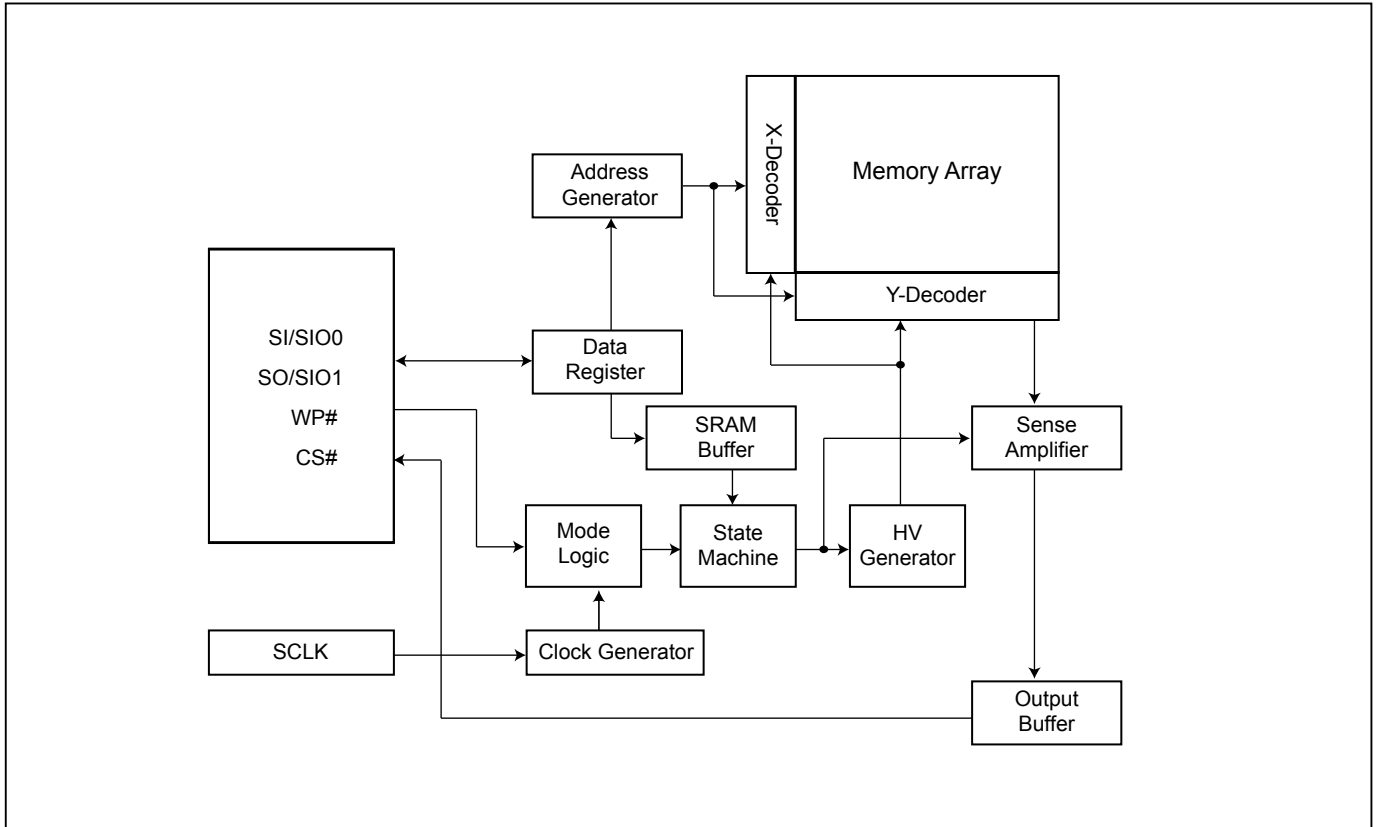 X-Decoder
Memory Array
Address
Generator
Y-Decoder
SI/SIO0
SO/SIO1
WP#
CS#
Data
Register
SRAM
Buffer
Sense
Amplifier
Mode
Logic
State
Machine
HV
Generator
SCLK
Clock Generator
Output
Buffer